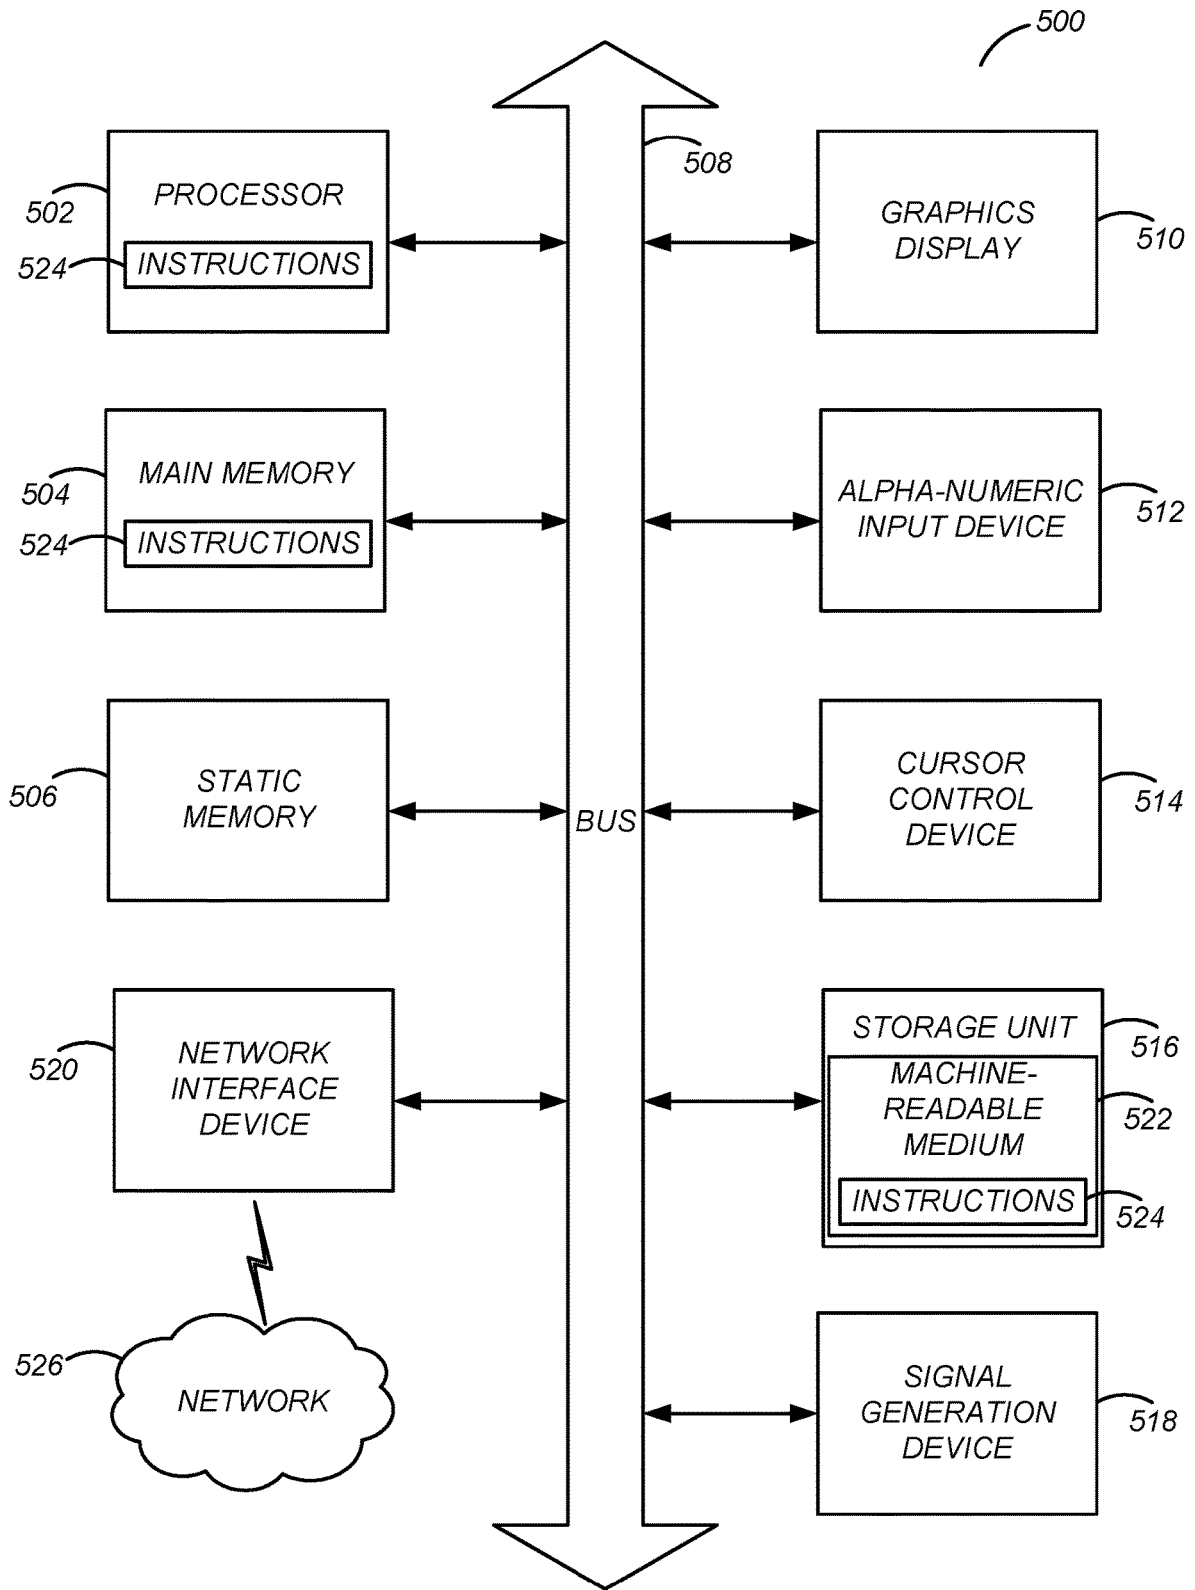 500
508
502
PROCESSOR
524
INSTRUCTIONS
GRAPHICS
DISPLAY
510
504
MAIN MEMORY
524
INSTRUCTIONS
ALPHA-NUMERIC
INPUT DEVICE
512
506
STATIC
MEMORY
BUS
CURSOR
CONTROL
DEVICE
514
520
NETWORK
INTERFACE
DEVICE
STORAGE UNIT
516
MACHINE-
READABLE
MEDIUM
522
INSTRUCTIONS
524
526
NETWORK
SIGNAL
GENERATION
DEVICE
518